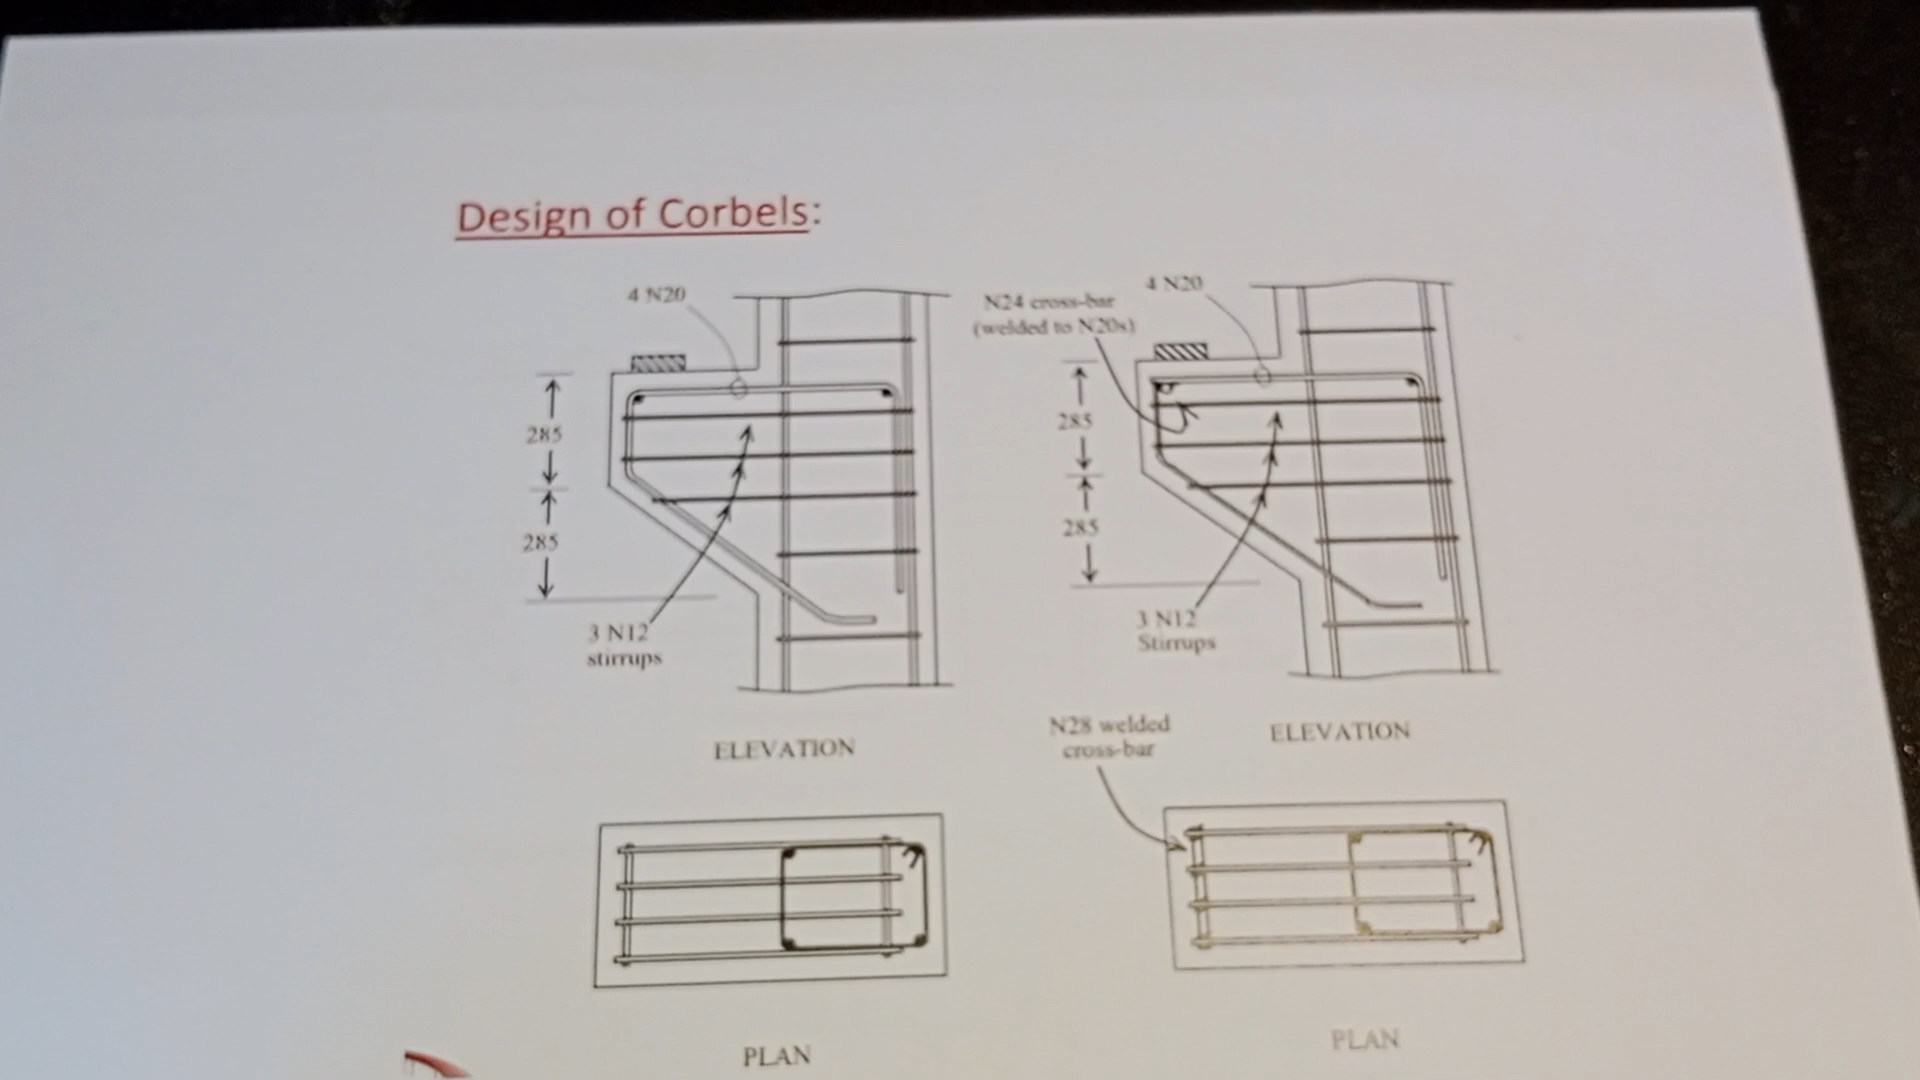 Design of Corbels:
4 N20
285
285
3 N12
stirrups
ELEVATION
PLAN
N24 cross-bar
(welded to N20s)
4 N20
285
285
3 N12
Stirrups
ELEVATION
N28 welded
cross-bar
PLAN